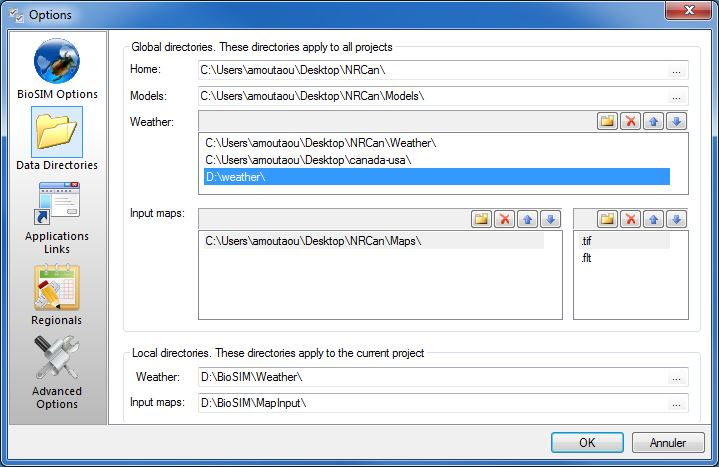 Options
BioSIM Options
Data Directories
Applications
Links
Regionals
Advanced
Options
Global directories. These directories apply to all projects
Home: C:\Users\amoutaou\Desktop\NRCan\ ...
Models: C:\Users\amoutaou\Desktop\NRCan\Models\ ...
Weather:
C:\Users\amoutaou\Desktop\NRCan\Weather\
C:\Users\amoutaou\Desktop\canada-usa\
D:\weather\
Input maps:
C:\Users\amoutaou\Desktop\NRCan\Maps\
.tif
.flt
Local directories. These directories apply to the current project
Weather: D:\BioSIM\Weather\ ...
Input maps: D:\BioSIM\MapInput\ ...
OK Annuler